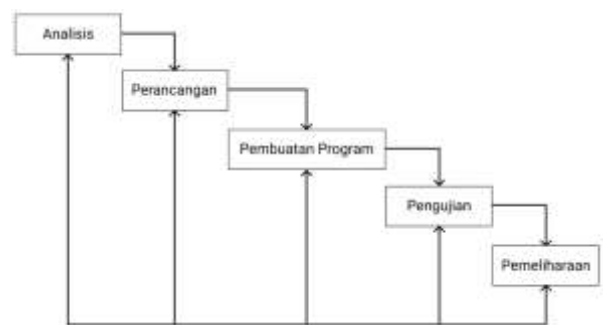 Analisis
Perancangan
Pembuatan Program
Pengujian
Pemeliharaan